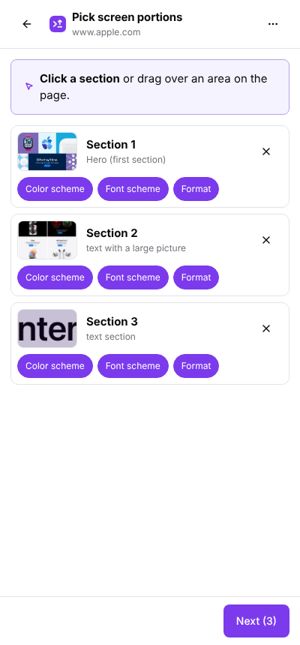 Pick screen portions
www.apple.com
Click a section or drag over an area on the
page.
Section 1
Hero (first section)
Color scheme
Font scheme
Format
Section 2
text with a large picture
Color scheme
Font scheme
Format
nter
Section 3
text section
Color scheme
Font scheme
Format
Next (3)